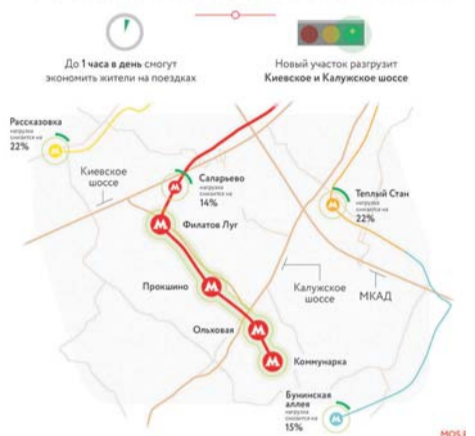 До 1 часа в день смогут
экономить жители на поездках
Новый участок разгрузит
Киевское и Калужское шоссе
Рассказовка
нагрузка
снизится на
22%
Киевское
шоссе
Саларьево
нагрузка
снизится на
14%
Филатов Луг
Теплый Стан
нагрузка
снизится на
22%
Прокшино
Калужское
шоссе
МКАД
Ольховая
Коммунарка
Бунинская
аллея
нагрузка
снизится на
15%